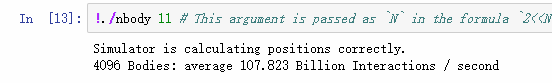 In [13]: !./nbody 11 # This argument is passed as `N` in the formula `2<<N
Simulator is calculating positions correctly.
4096 Bodies: average 107.823 Billion Interactions / second